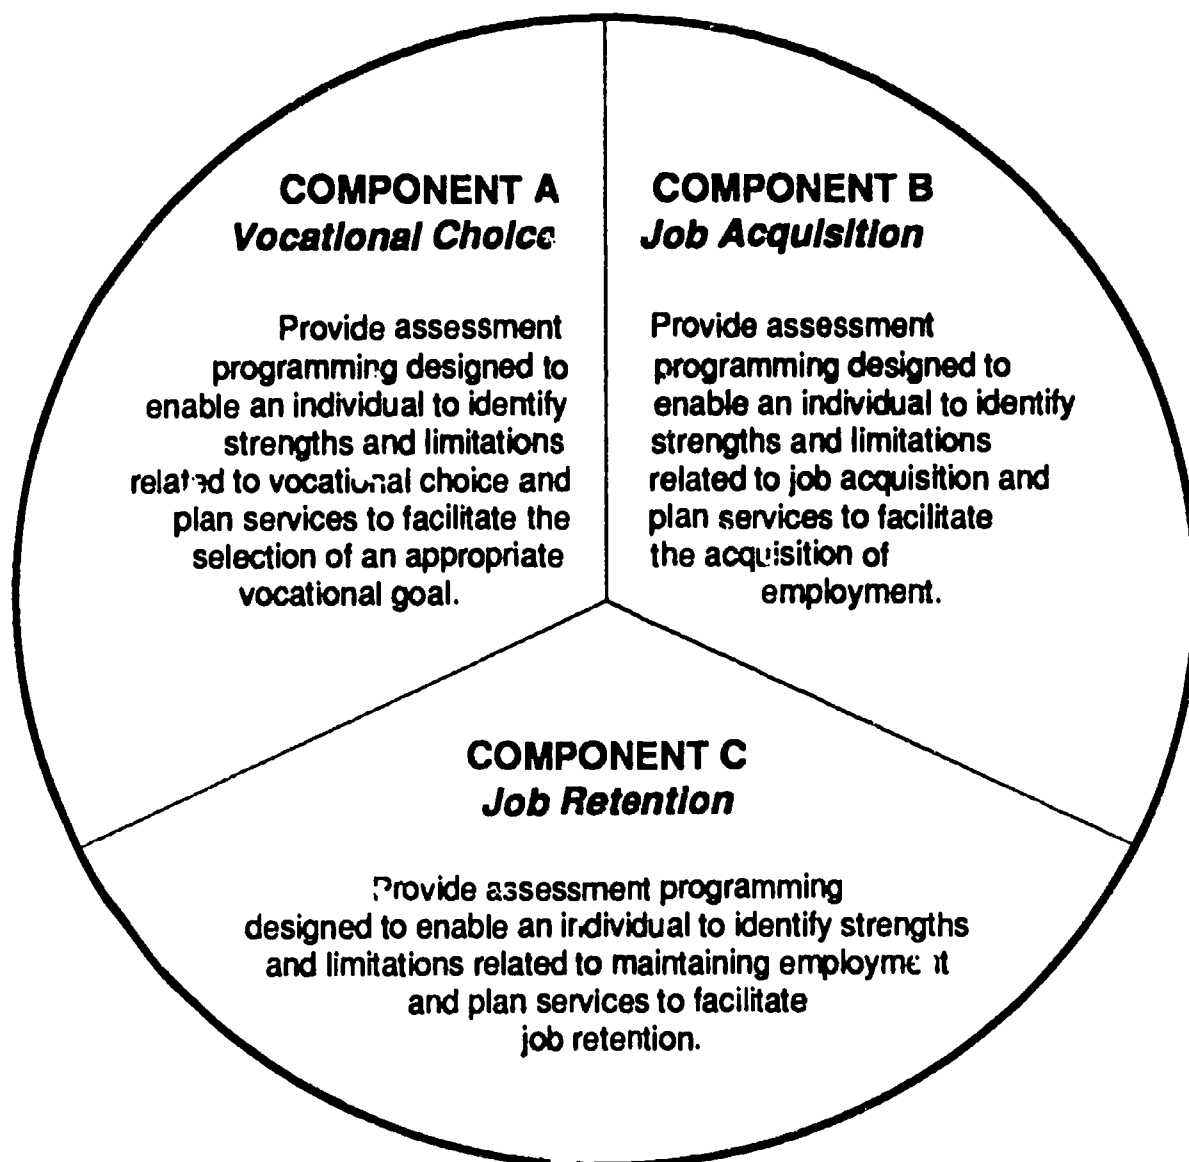 COMPONENT A
Vocational Choice
Provide assessment
programming designed to
enable an individual to identify
strengths and limitations
related to vocational choice and
plan services to facilitate the
selection of an appropriate
vocational goal.
COMPONENT B
Job Acquisition
Provide assessment
programming designed to
enable an individual to identify
strengths and limitations
related to job acquisition and
plan services to facilitate
the acquisition of
employment.
COMPONENT C
Job Retention
Provide assessment programming
designed to enable an individual to identify strengths
and limitations related to maintaining employment
and plan services to facilitate
job retention.